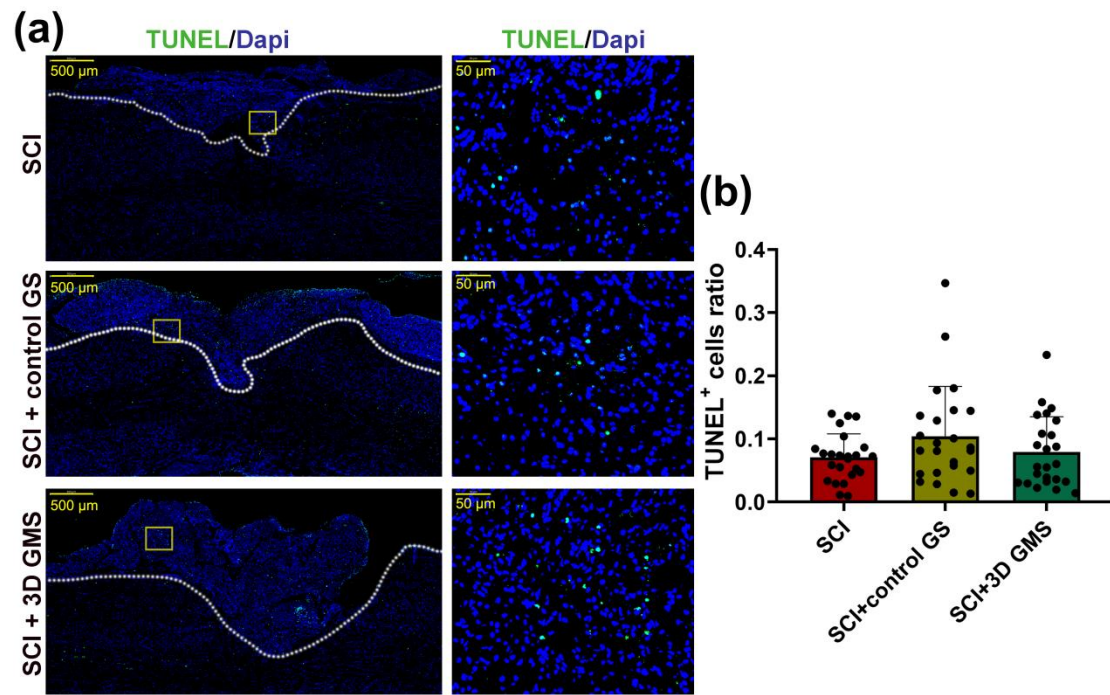 (a)
TUNEL/Dapi
TUNEL/Dapi
SCI
500 µm
50 µm
SCI + control GS
500 µm
50 µm
SCI + 3D GMS
500 µm
50 µm
(b)
TUNEL+ cells ratio
0.4
0.3
0.2
0.1
0.0
SCI
SCI+control GS
SCI+3D GMS